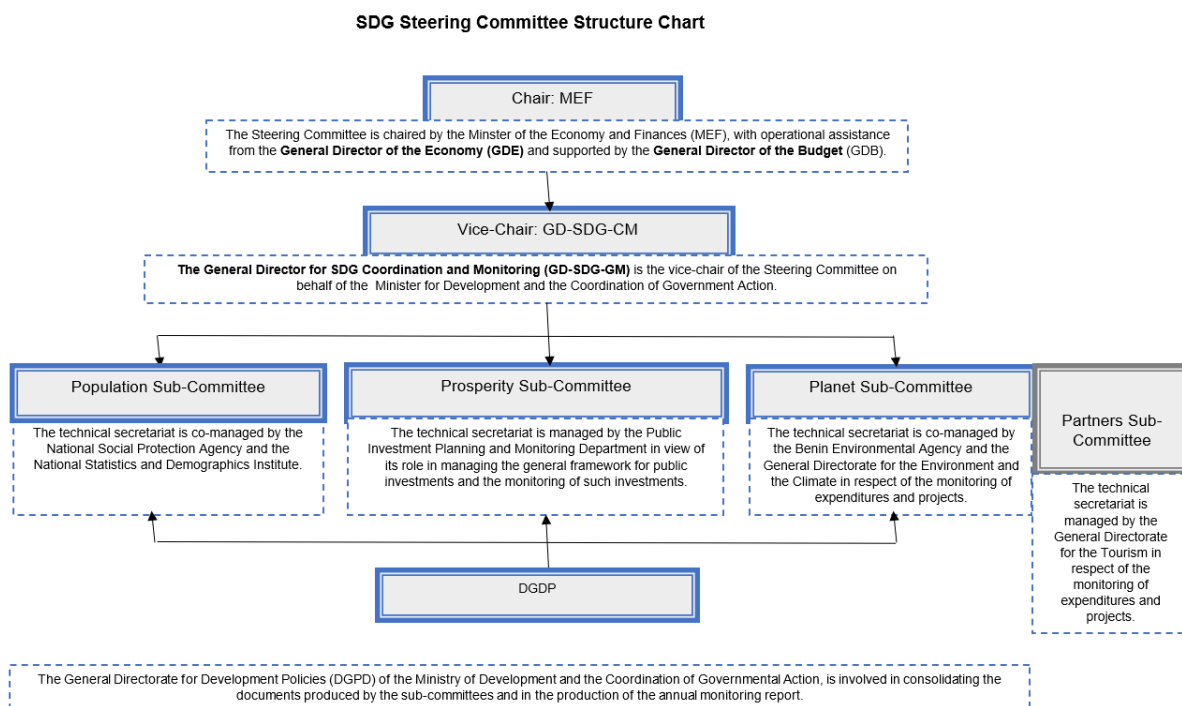 SDG Steering Committee Structure Chart
Chair: MEF
The Steering Committee is chaired by the Minster of the Economy and Finances (MEF), with operational assistance
from the General Director of the Economy (GDE) and supported by the General Director of the Budget (GDB).
Vice-Chair: GD-SDG-CM
The General Director for SDG Coordination and Monitoring (GD-SDG-GM) is the vice-chair of the Steering Committee on
behalf of the Minister for Development and the Coordination of Government Action.
Population Sub-Committee
The technical secretariat is co-managed by the
National Social Protection Agency and the
National Statistics and Demographics Institute.
Prosperity Sub-Committee
The technical secretariat is managed by the Public
Investment Planning and Monitoring Department in view of
its role in managing the general framework for public
investments and the monitoring of such investments.
Planet Sub-Committee
The technical secretariat is co-managed by
the Benin Environmental Agency and the
General Directorate for the Environment and
the Climate in respect of the monitoring of
expenditures and projects.
Partners Sub-
Committee
The technical
secretariat is
managed by the
General Directorate
for the Tourism in
respect of the
monitoring of
expenditures and
projects.
DGDP
The General Directorate for Development Policies (DGPD) of the Ministry of Development and the Coordination of Governmental Action, is involved in consolidating the
documents produced by the sub-committees and in the production of the annual monitoring report.